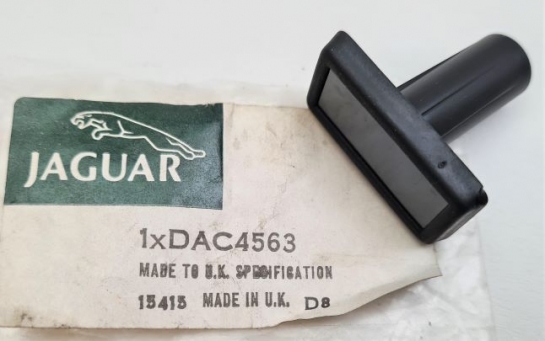 JAGUAR
1xDAC4563
MADE TO U.K. SPECIFICATION
15415 MADE IN U.K. D8